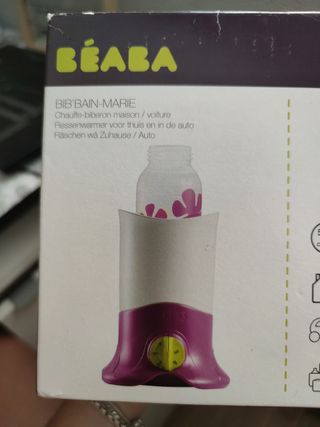 BÉABA
BIB'BAIN-MARIE
Chauffe-biberon maison / voiture
Flessenwarmer voor thuis en in de auto
Fläschen wä Zuhause / Auto